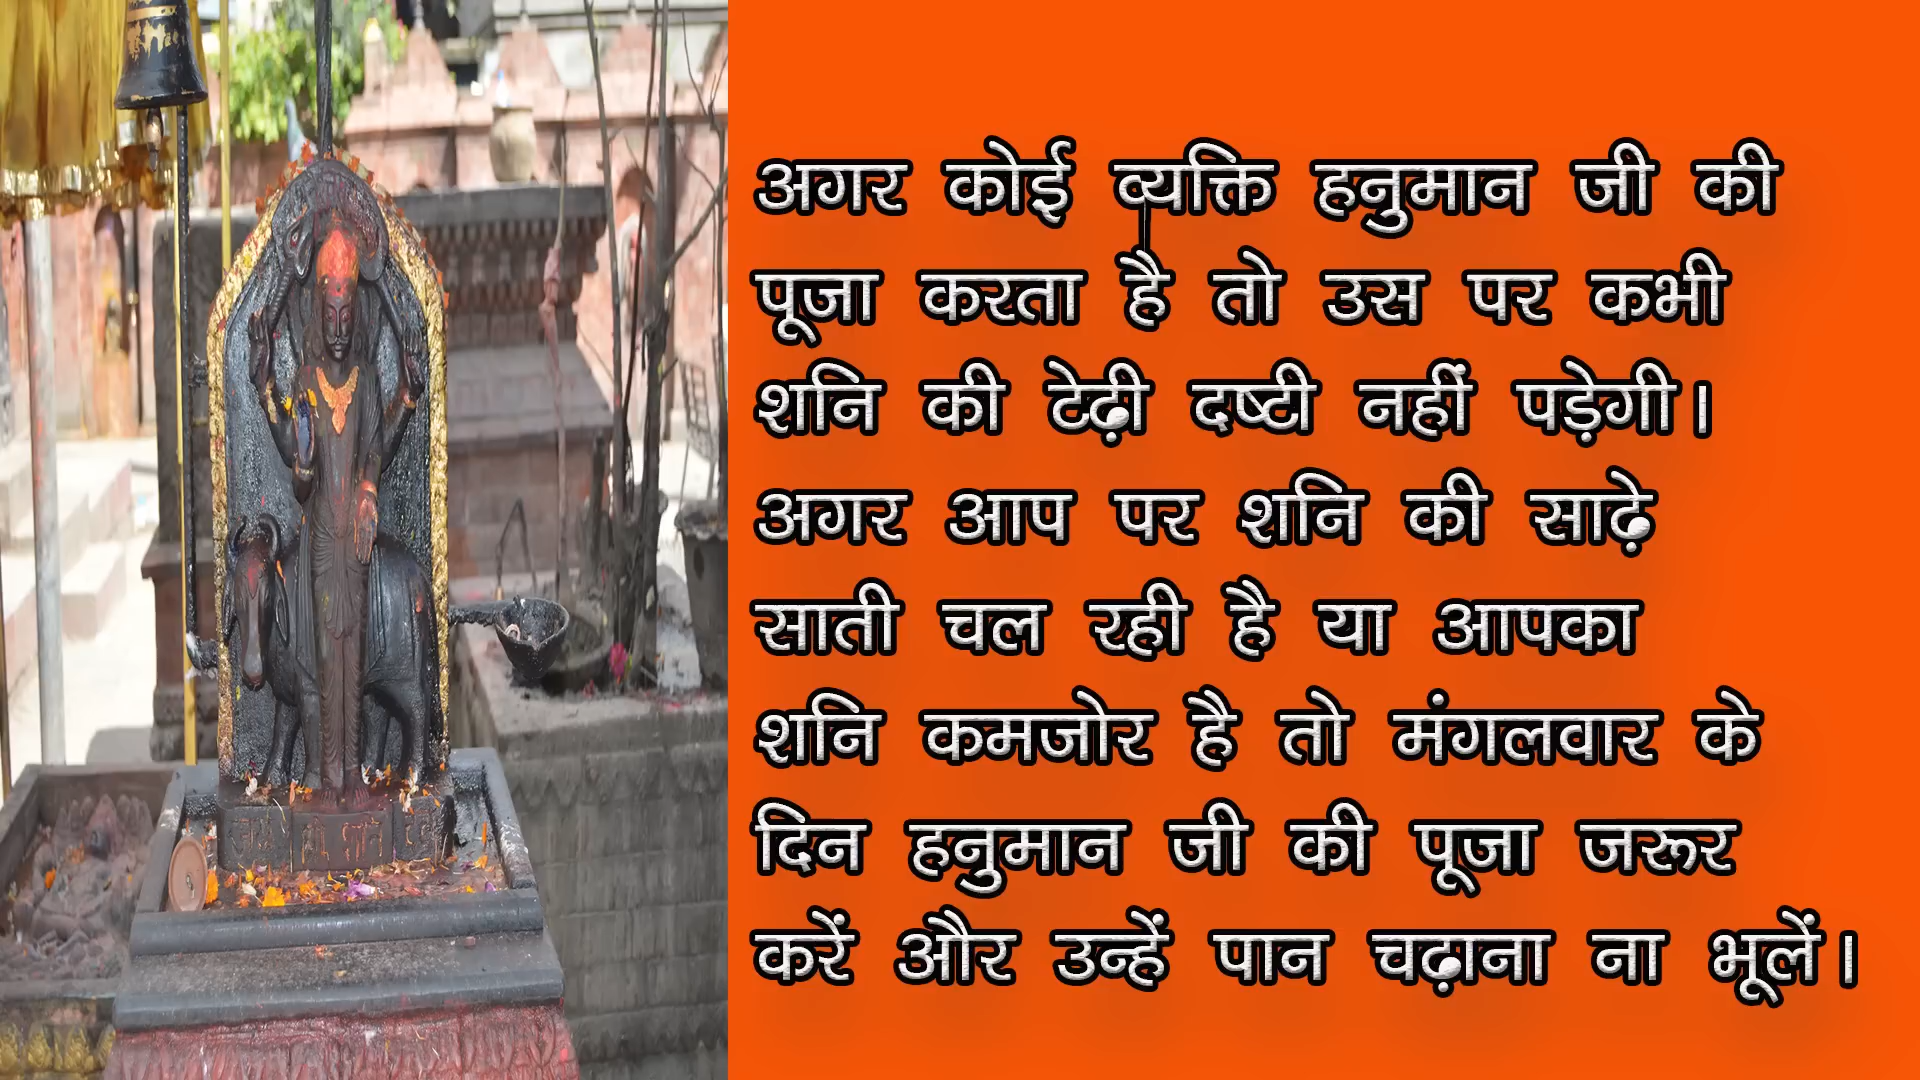 अगर कोई व्यक्ति हनुमान जी की
पूजा करता है तो उस पर कभी
शनि की टेढ़ी दष्टी नहीं पड़ेगी।
अगर आप पर शनि की साढ़े
साती चल रही है या आपका
शनि कमजोर है तो मंगलवार के
दिन हनुमान जी की पूजा जरूर
करें और उन्हें पान चढ़ाना ना भूलें।